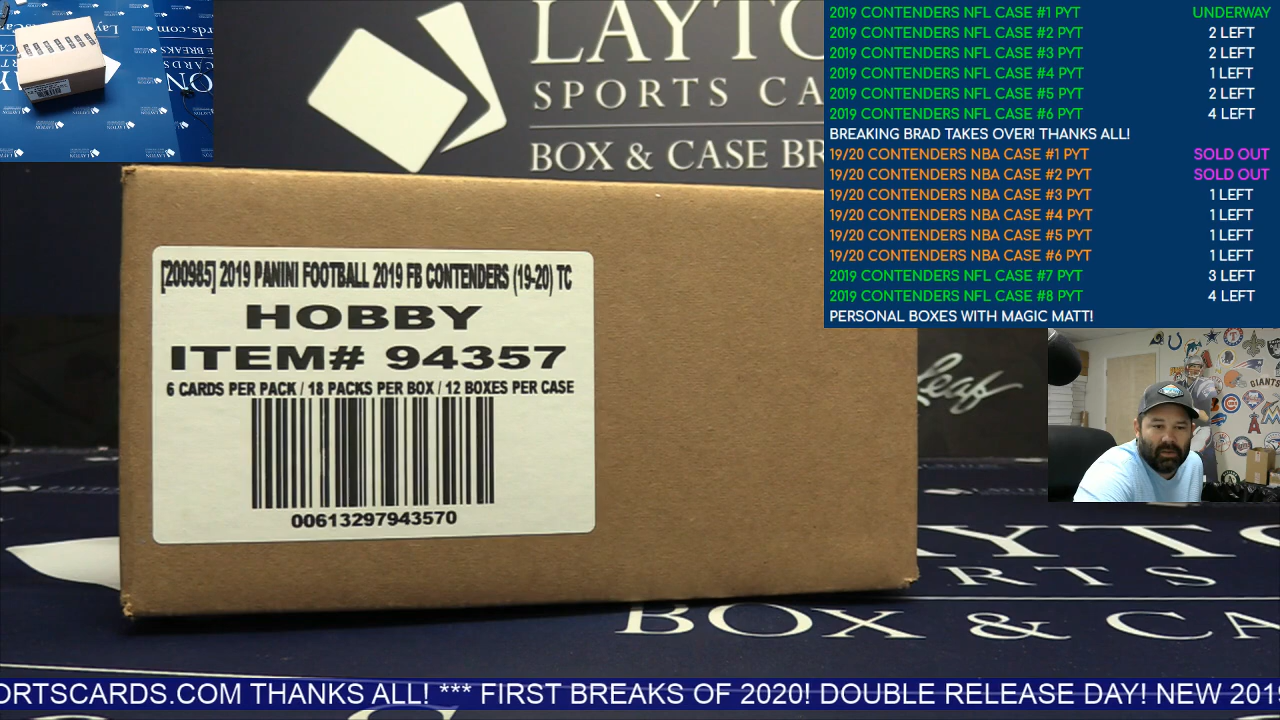 LAYTO
SPORTS CA
BOX & CASE BR
2019 CONTENDERS NFL CASE #1 PYT UNDERWAY
2019 CONTENDERS NFL CASE #2 PYT 2 LEFT
2019 CONTENDERS NFL CASE #3 PYT 2 LEFT
2019 CONTENDERS NFL CASE #4 PYT 1 LEFT
2019 CONTENDERS NFL CASE #5 PYT 2 LEFT
2019 CONTENDERS NFL CASE #6 PYT 4 LEFT
BREAKING BRAD TAKES OVER! THANKS ALL!
19/20 CONTENDERS NBA CASE #1 PYT SOLD OUT
19/20 CONTENDERS NBA CASE #2 PYT SOLD OUT
19/20 CONTENDERS NBA CASE #3 PYT 1 LEFT
19/20 CONTENDERS NBA CASE #4 PYT 1 LEFT
19/20 CONTENDERS NBA CASE #5 PYT 1 LEFT
19/20 CONTENDERS NBA CASE #6 PYT 1 LEFT
2019 CONTENDERS NFL CASE #7 PYT 3 LEFT
2019 CONTENDERS NFL CASE #8 PYT 4 LEFT
PERSONAL BOXES WITH MAGIC MATT!
[200985] 2019 PANINI FOOTBALL 2019 FB CONTENDERS (19-20) TC
HOBBY
ITEM# 94357
6 CARDS PER PACK / 18 PACKS PER BOX / 12 BOXES PER CASE
00613297943570
Leaf
GIANTS
YTO
RTS
BOX & CA
ORTSCARDS.COM THANKS ALL! *** FIRST BREAKS OF 2020! DOUBLE RELEASE DAY! NEW 2019